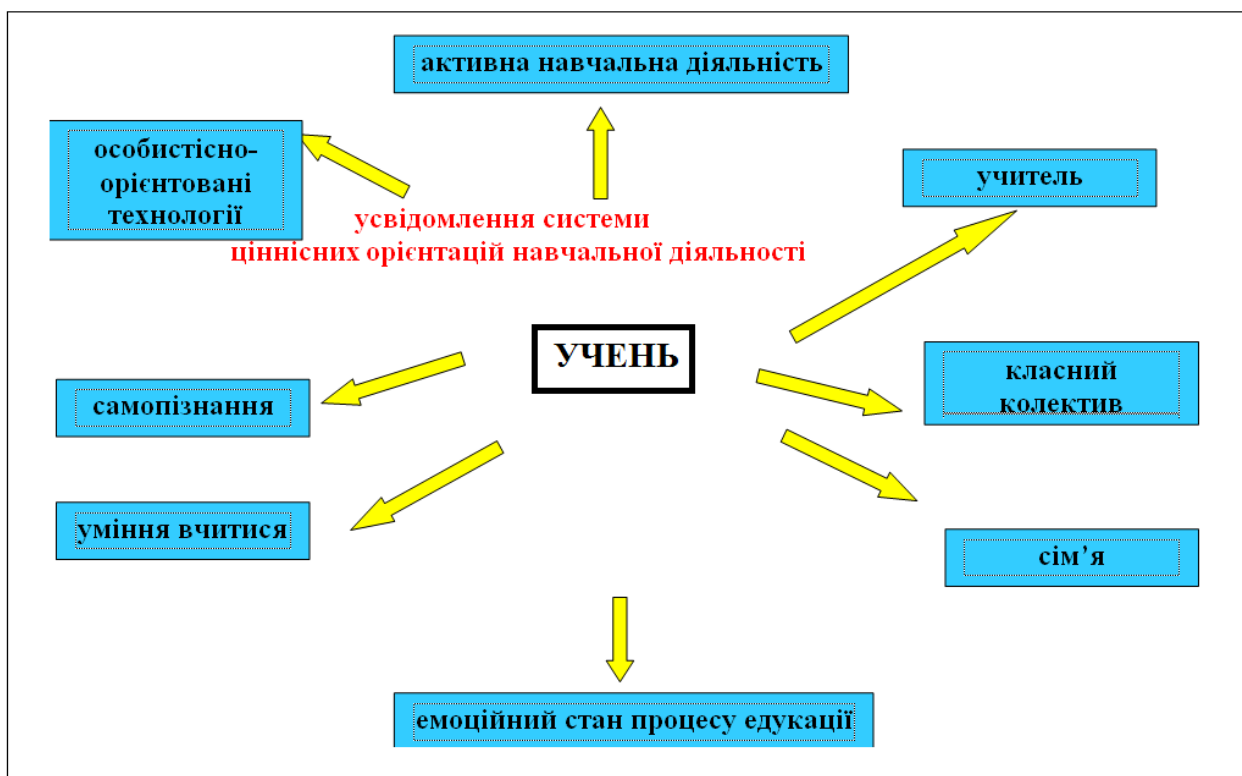 активна навчальна діяльність
особистісно-
орієнтовані
технології
учитель
усвідомлення системи
ціннісних орієнтацій навчальної діяльності
УЧЕНЬ
класний
колектив
самопізнання
уміння вчитися
сім’я
емоційний стан процесу едукації